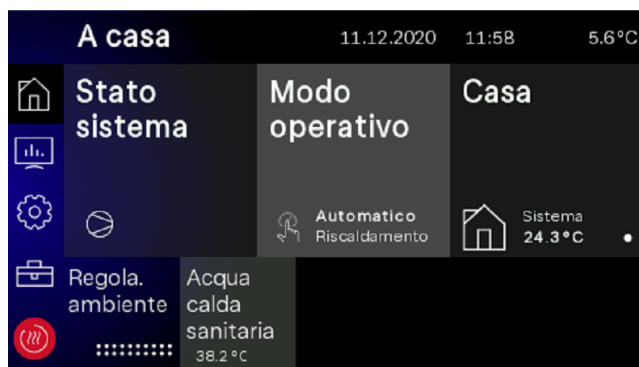 A casa 11.12.2020 11:58 5.6°C
Stato
sistema
Modo
operativo
Automatico
Riscaldamento
Casa
Sistema
24.3°C
Regola.
ambiente
Acqua
calda
sanitaria
38.2°C